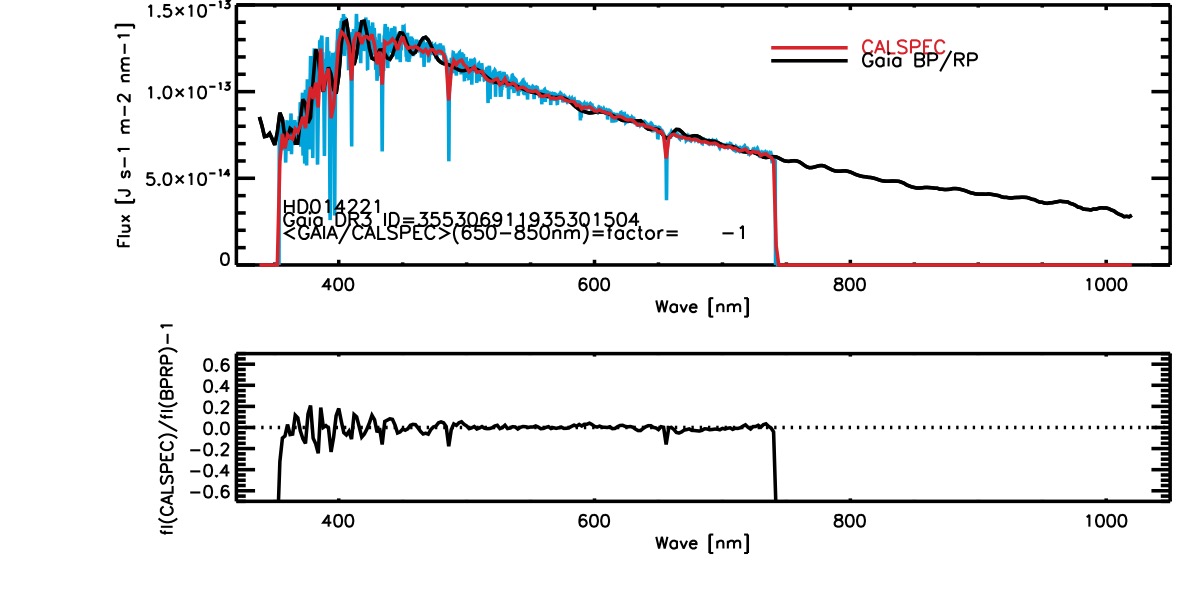 1.5×10−13
1.0×10−13
5.0×10−14
0
Flux [J s−1 m−2 nm−1]
CALSPEC
Gaia BP/RP
HD014221
Gaia DR3 ID=355306911935301504
<GAIA/CALSPEC>(650−850nm)=factor= −1
400 600 800 1000
Wave [nm]
fl(CALSPEC)/fl(BPRP)−1
0.6
0.4
0.2
0.0
−0.2
−0.4
−0.6
400 600 800 1000
Wave [nm]